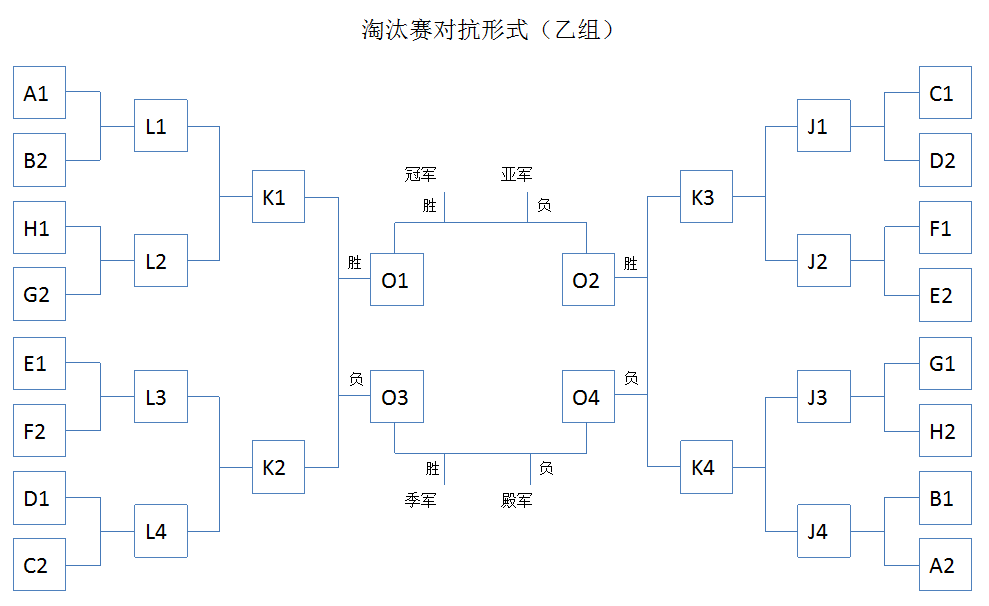 淘汰赛对抗形式（乙组）
A1
B2
H1
G2
E1
F2
D1
C2
L1
L2
L3
L4
K1
K2
胜
负
O1
O3
冠军
亚军
胜
负
胜
负
季军
殿军
O2
O4
胜
负
K3
K4
J1
J2
J3
J4
C1
D2
F1
E2
G1
H2
B1
A2